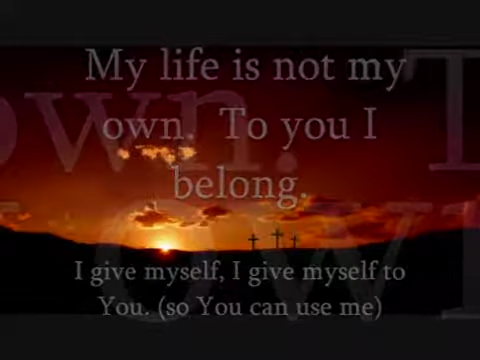 My life is not my
own. To you I
belong.
I give myself, I give myself to
You. (so You can use me)